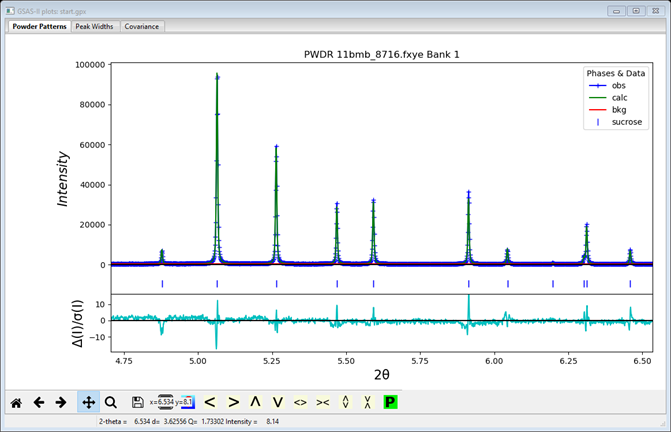 GSAS-II plots: start.gpx
Powder Patterns Peak Widths Covariance
PWDR 11bmb_8716.fxye Bank 1
100000
80000
60000
40000
20000
0
Intensity
Phases & Data
obs
calc
bkg
sucrose
10
0
−10
Δ(I)/σ(I)
4.75 5.00 5.25 5.50 5.75 6.00 6.25 6.50
2θ
x=6.534 y=8.1
< > Λ V <> >< P
2-theta = 6.534 d= 3.62556 Q= 1.73302 Intensity = 8.14